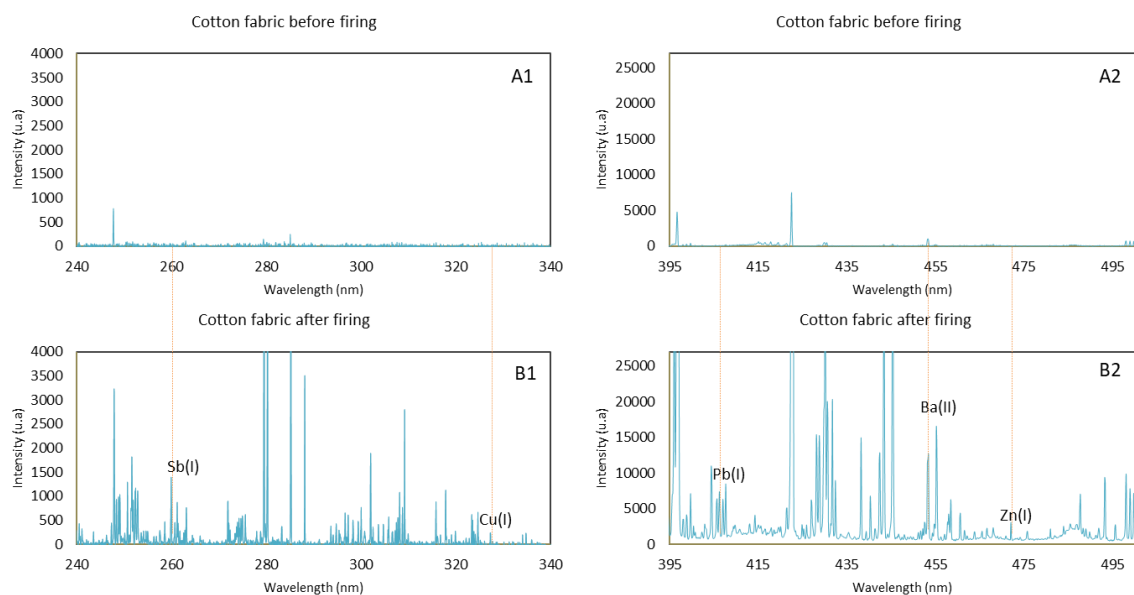 Cotton fabric before firing
4000
3500
3000
2500
2000
1500
1000
500
0
Intensity (u.a)
A1
240 260 280 300 320 340
Wavelength (nm)
Cotton fabric before firing
25000
20000
15000
10000
5000
0
Intensity (u.a)
A2
395 415 435 455 475 495
Wavelength (nm)
Cotton fabric after firing
4000
3500
3000
2500
2000
1500
1000
500
0
Intensity (u.a)
B1
Sb(I)
Cu(I)
240 260 280 300 320 340
Wavelength (nm)
Cotton fabric after firing
25000
20000
15000
10000
5000
0
Intensity (u.a)
B2
Ba(II)
Pb(I)
Zn(I)
395 415 435 455 475 495
Wavelength (nm)